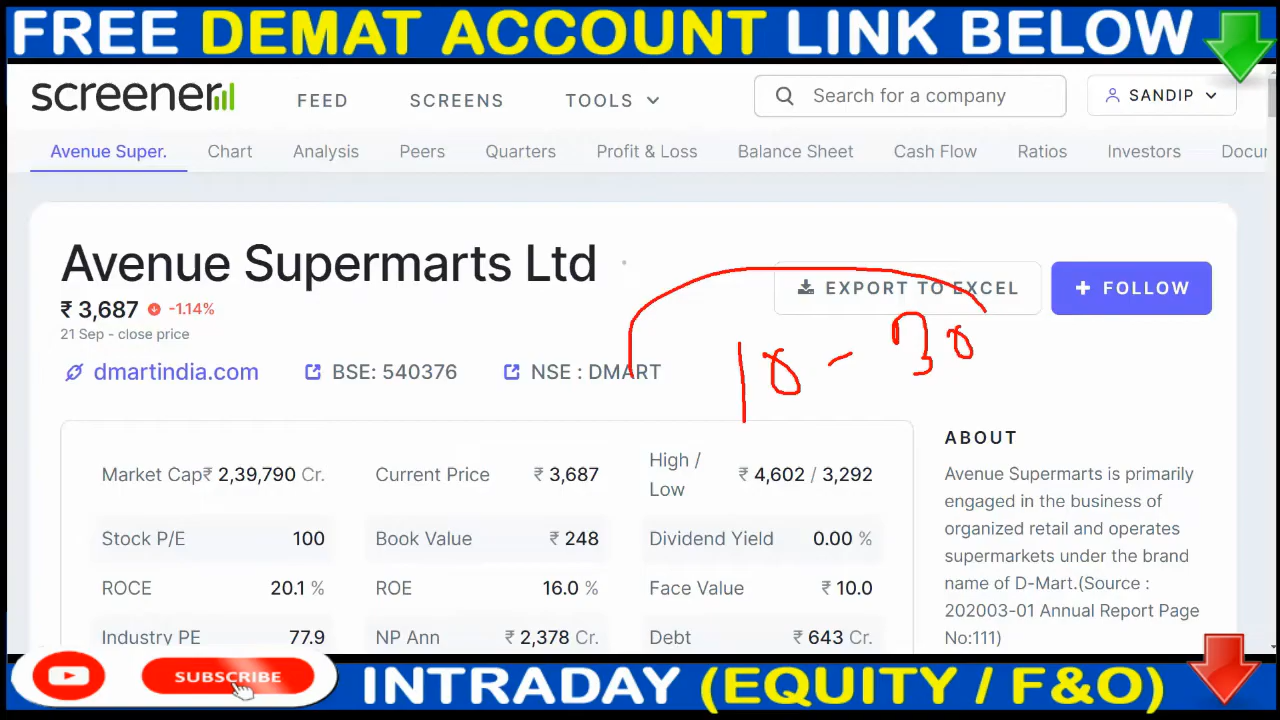 FREE DEMAT ACCOUNT LINK BELOW
screener FEED SCREENS TOOLS Search for a company SANDIP
Avenue Super. Chart Analysis Peers Quarters Profit & Loss Balance Sheet Cash Flow Ratios Investors Docu
Avenue Supermarts Ltd
EXPORT TO EXCEL + FOLLOW
₹ 3,687 -1.14%
21 Sep - close price
10 - 30
dmartindia.com BSE: 540376 NSE : DMART
Market Cap ₹ 2,39,790 Cr. Current Price ₹ 3,687 High / Low ₹ 4,602 / 3,292
Stock P/E 100 Book Value ₹ 248 Dividend Yield 0.00 %
ROCE 20.1 % ROE 16.0 % Face Value ₹ 10.0
Industry PE 77.9 NP Ann ₹ 2,378 Cr. Debt ₹ 643 Cr.
ABOUT
Avenue Supermarts is primarily
engaged in the business of
organized retail and operates
supermarkets under the brand
name of D-Mart.(Source :
202003-01 Annual Report Page
No:111)
SUBSCRIBE
INTRADAY (EQUITY / F&O)